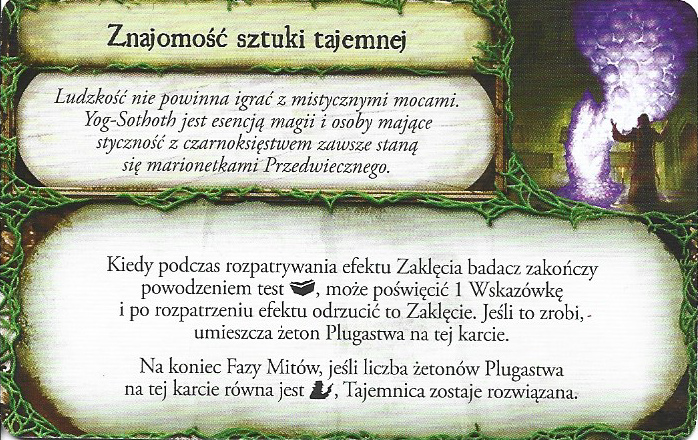 Znajomość sztuki tajemnej
Ludzkość nie powinna igrać z mistycznymi mocami.
Yog-Sothoth jest esencją magii i osoby mające
styczność z czarnoksięstwem zawsze staną
się marionetkami Przedwiecznego.
Kiedy podczas rozpatrywania efektu Zaklęcia badacz zakończy
powodzeniem test , może poświęcić 1 Wskazówkę
i po rozpatrzeniu efektu odrzucić to Zaklęcie. Jeśli to zrobi,
umieszcza żeton Plugastwa na tej karcie.
Na koniec Fazy Mitów, jeśli liczba żetonów Plugastwa
na tej karcie równa jest , Tajemnica zostaje rozwiązana.